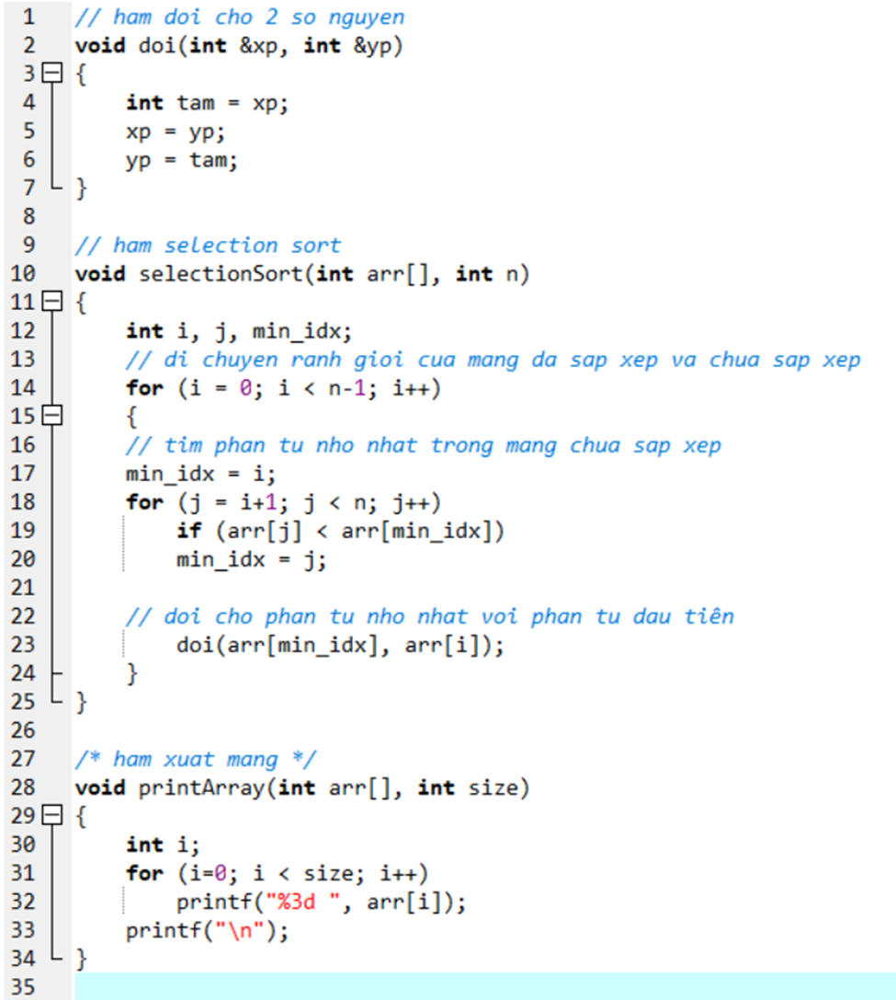 1 // ham doi cho 2 so nguyen
2 void doi(int &xp, int &yp)
3 {
4     int tam = xp;
5     xp = yp;
6     yp = tam;
7 }
8
9 // ham selection sort
10 void selectionSort(int arr[], int n)
11 {
12     int i, j, min_idx;
13     // di chuyen ranh gioi cua mang da sap xep va chua sap xep
14     for (i = 0; i < n-1; i++)
15     {
16     // tim phan tu nho nhat trong mang chua sap xep
17     min_idx = i;
18     for (j = i+1; j < n; j++)
19         if (arr[j] < arr[min_idx])
20         min_idx = j;
21
22     // doi cho phan tu nho nhat voi phan tu dau tiên
23         doi(arr[min_idx], arr[i]);
24     }
25 }
26
27 /* ham xuat mang */
28 void printArray(int arr[], int size)
29 {
30     int i;
31     for (i=0; i < size; i++)
32         printf("%3d ", arr[i]);
33     printf("\n");
34 }
35